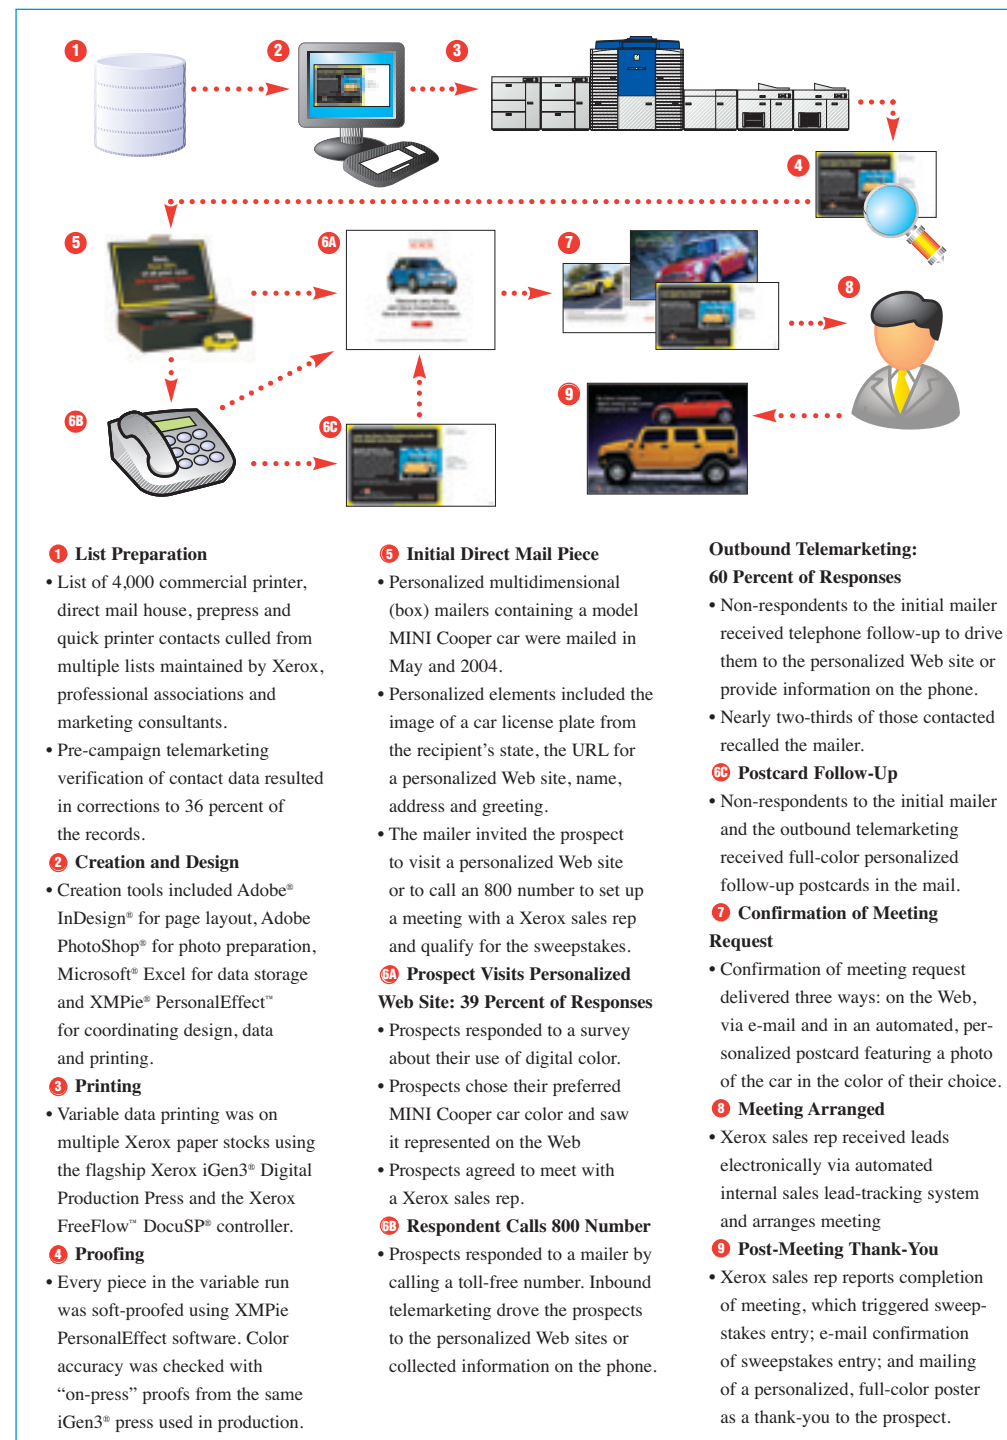 1
2
3
4
5
6A
7
8
6B
6C
9
1 List Preparation
• List of 4,000 commercial printer,
direct mail house, prepress and
quick printer contacts culled from
multiple lists maintained by Xerox,
professional associations and
marketing consultants.
• Pre-campaign telemarketing
verification of contact data resulted
in corrections to 36 percent of
the records.
2 Creation and Design
• Creation tools included Adobe®
InDesign® for page layout, Adobe
PhotoShop® for photo preparation,
Microsoft® Excel for data storage
and XMPie® PersonalEffect™
for coordinating design, data
and printing.
3 Printing
• Variable data printing was on
multiple Xerox paper stocks using
the flagship Xerox iGen3® Digital
Production Press and the Xerox
FreeFlow™ DocuSP® controller.
4 Proofing
• Every piece in the variable run
was soft-proofed using XMPie
PersonalEffect software. Color
accuracy was checked with
“on-press” proofs from the same
iGen3® press used in production.
5 Initial Direct Mail Piece
• Personalized multidimensional
(box) mailers containing a model
MINI Cooper car were mailed in
May and 2004.
• Personalized elements included the
image of a car license plate from
the recipient’s state, the URL for
a personalized Web site, name,
address and greeting.
• The mailer invited the prospect
to visit a personalized Web site
or to call an 800 number to set up
a meeting with a Xerox sales rep
and qualify for the sweepstakes.
6A Prospect Visits Personalized
Web Site: 39 Percent of Responses
• Prospects responded to a survey
about their use of digital color.
• Prospects chose their preferred
MINI Cooper car color and saw
it represented on the Web
• Prospects agreed to meet with
a Xerox sales rep.
6B Respondent Calls 800 Number
• Prospects responded to a mailer by
calling a toll-free number. Inbound
telemarketing drove the prospects
to the personalized Web sites or
collected information on the phone.
Outbound Telemarketing:
60 Percent of Responses
• Non-respondents to the initial mailer
received telephone follow-up to drive
them to the personalized Web site or
provide information on the phone.
• Nearly two-thirds of those contacted
recalled the mailer.
6C Postcard Follow-Up
• Non-respondents to the initial mailer
and the outbound telemarketing
received full-color personalized
follow-up postcards in the mail.
7 Confirmation of Meeting
Request
• Confirmation of meeting request
delivered three ways: on the Web,
via e-mail and in an automated, per-
sonalized postcard featuring a photo
of the car in the color of their choice.
8 Meeting Arranged
• Xerox sales rep received leads
electronically via automated
internal sales lead-tracking system
and arranges meeting
9 Post-Meeting Thank-You
• Xerox sales rep reports completion
of meeting, which triggered sweep-
stakes entry; e-mail confirmation
of sweepstakes entry; and mailing
of a personalized, full-color poster
as a thank-you to the prospect.